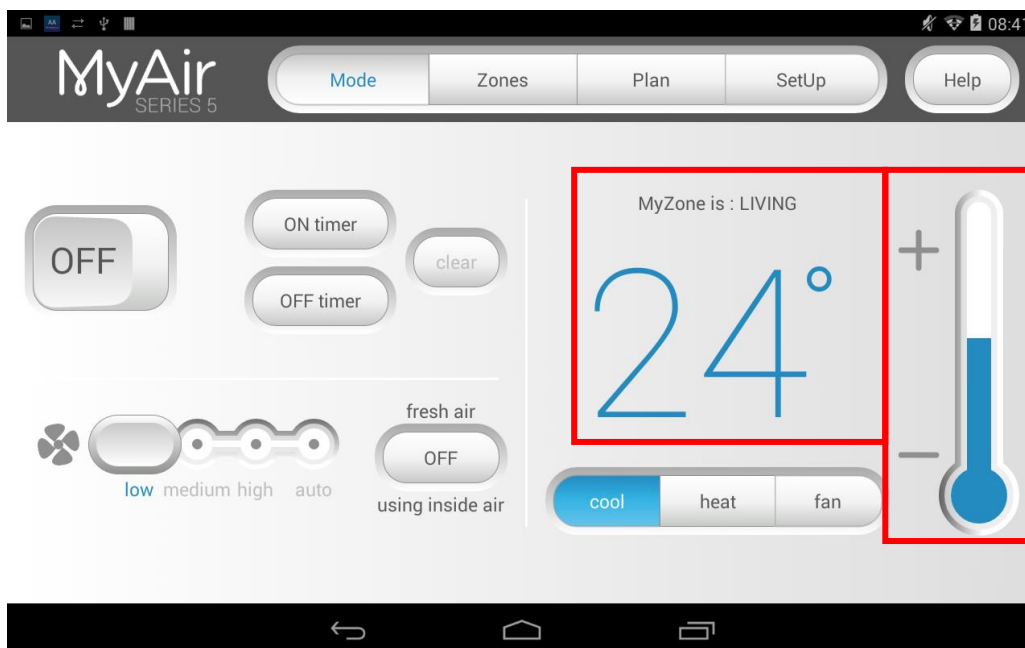 AA
08:41
MyAir
SERIES 5
Mode
Zones
Plan
SetUp
Help
OFF
ON timer
OFF timer
clear
MyZone is : LIVING
24°
+
−
low medium high auto
fresh air
OFF
using inside air
cool
heat
fan